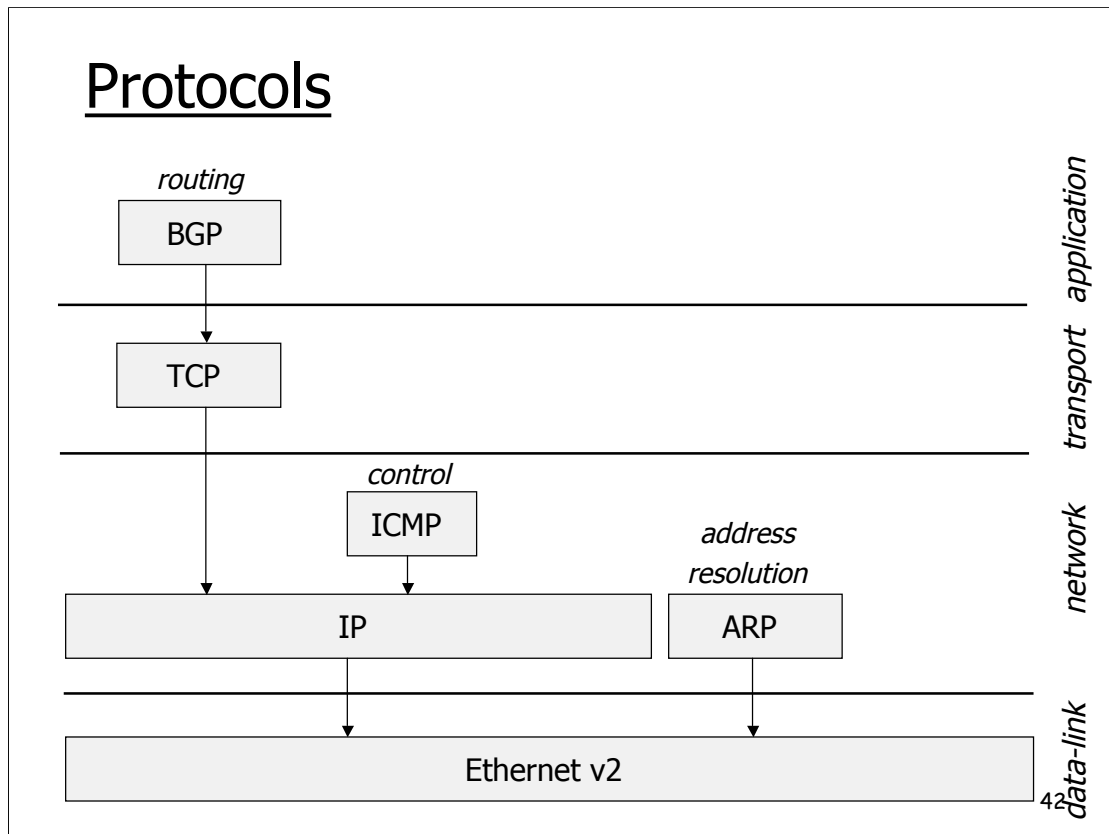 Protocols
routing
BGP
application
TCP
transport
control
ICMP
address
resolution
network
IP
ARP
Ethernet v2
data-link
42